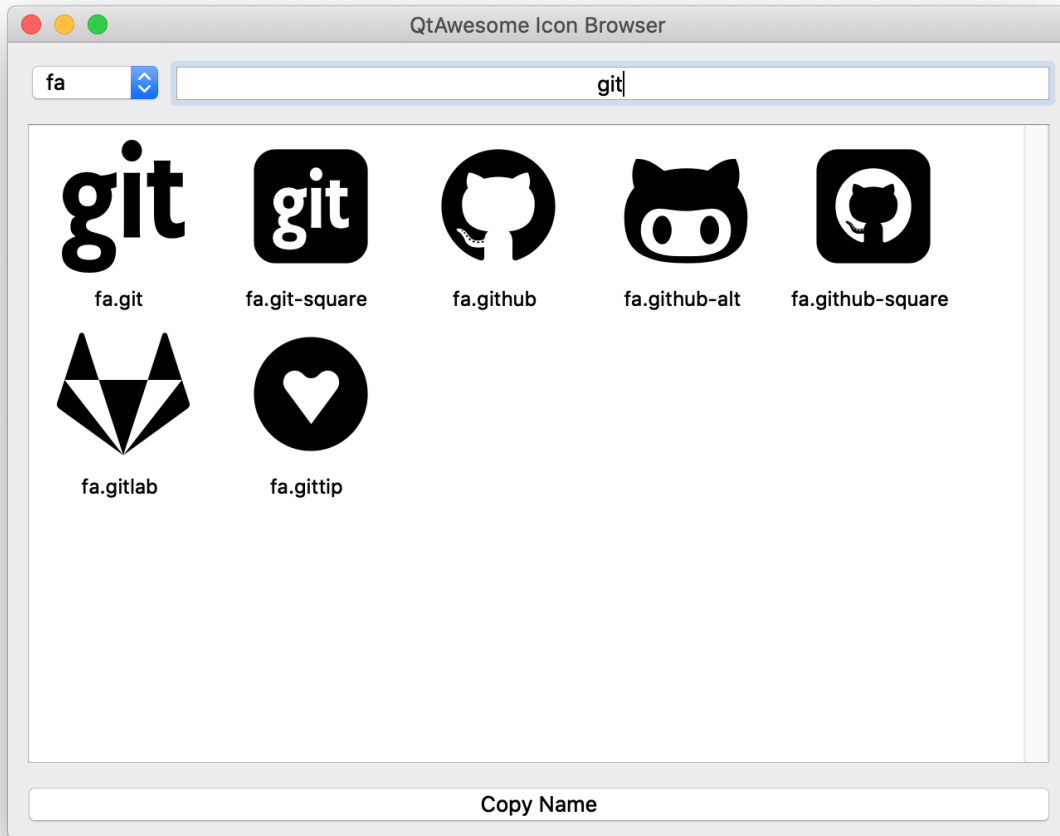 QtAwesome Icon Browser
fa
git
git
git
fa.git
fa.git-square
fa.github
fa.github-alt
fa.github-square
fa.gitlab
fa.gittip
Copy Name